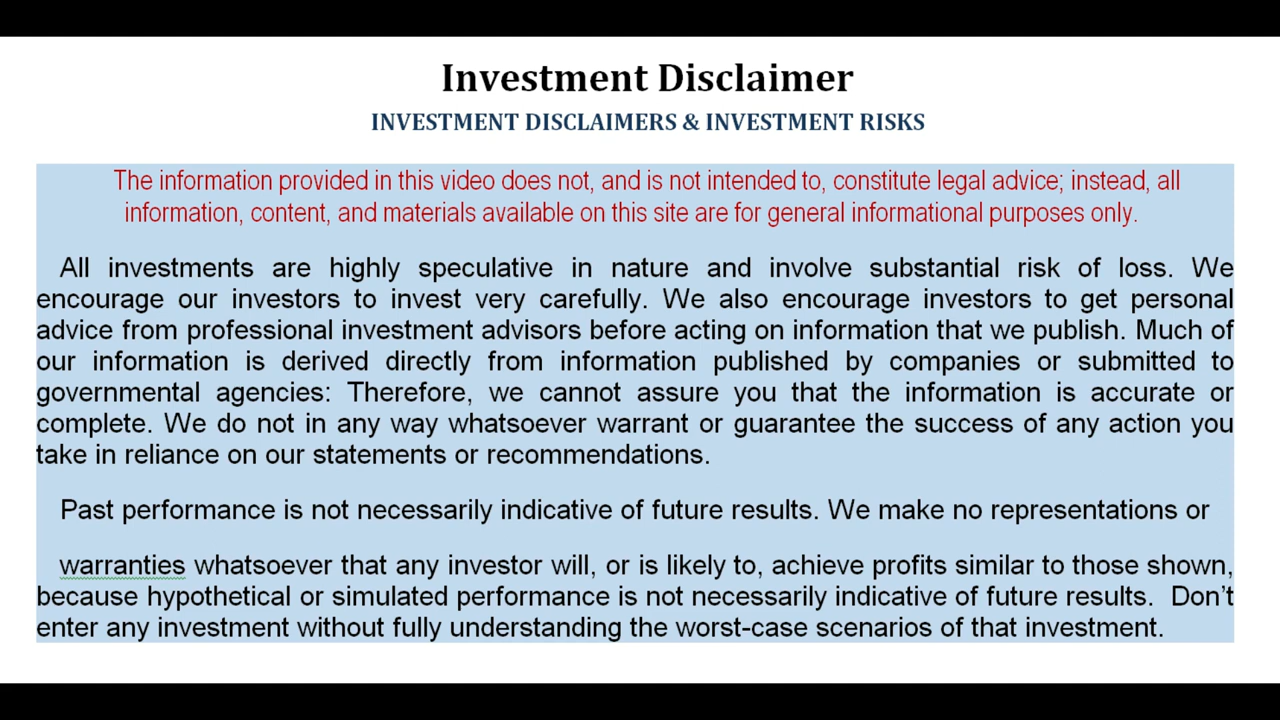 Investment Disclaimer
INVESTMENT DISCLAIMERS & INVESTMENT RISKS
The information provided in this video does not, and is not intended to, constitute legal advice; instead, all
information, content, and materials available on this site are for general informational purposes only.
All investments are highly speculative in nature and involve substantial risk of loss. We
encourage our investors to invest very carefully. We also encourage investors to get personal
advice from professional investment advisors before acting on information that we publish. Much of
our information is derived directly from information published by companies or submitted to
governmental agencies: Therefore, we cannot assure you that the information is accurate or
complete. We do not in any way whatsoever warrant or guarantee the success of any action you
take in reliance on our statements or recommendations.
Past performance is not necessarily indicative of future results. We make no representations or
warranties whatsoever that any investor will, or is likely to, achieve profits similar to those shown,
because hypothetical or simulated performance is not necessarily indicative of future results. Don’t
enter any investment without fully understanding the worst-case scenarios of that investment.